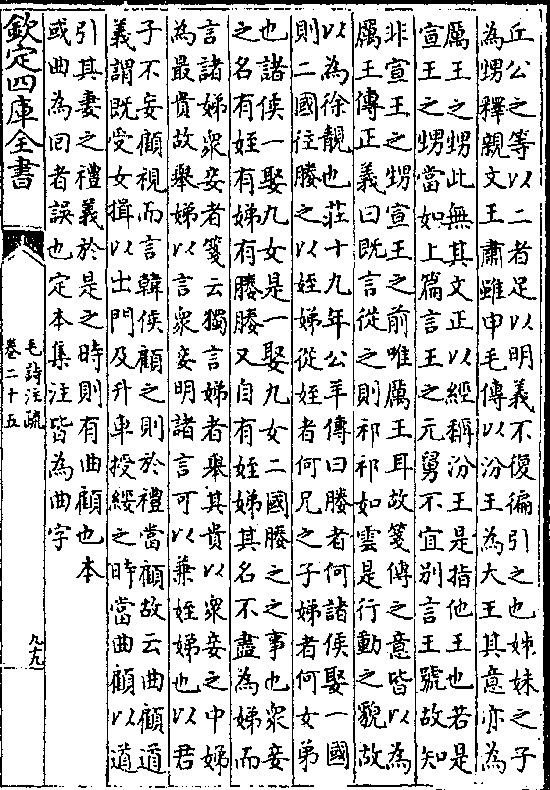 丘公之等以二者足以明義不復徧引之也姊妹之子
為甥釋親文王肅雖申毛傳以汾王為大王其意亦為
厲王之甥此無其文正以經稱汾王是指他王也若是
宣王之甥當如上篇言王之元舅不宜別言王號故知
非宣王之甥宣王之前唯厲王耳故箋傳之意皆以為
厲王傳正義曰既言從之則祁祁如雲是行動之貌故
以為徐靚也莊十九年公羊傳曰媵者何諸侯娶一國
則二國往媵之以姪娣從姪者何兄之子娣者何女弟
也諸侯一娶九女是一娶九女二國媵之之事也衆妾
之名有姪有娣有媵媵又自有姪娣其名不盡為娣而
言諸娣衆妾者箋云獨言娣者舉其貴以衆妾之中娣
為最貴故舉娣以言衆妾明諸言可以兼姪娣也以君
子不妄顧視而言韓侯顧之則於禮當顧故云曲顧道
義謂既受女揖以出門及升車授綏之時當曲顧以道
引其妻之禮義於是之時則有曲顧也本
或曲為回者誤也定本集注皆為曲字
欽定四庫全書
毛詩注疏
卷二十五
九十九